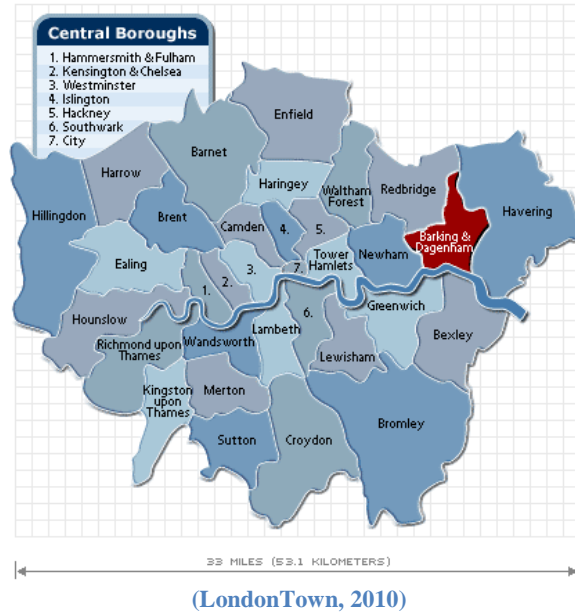 Central Boroughs
1. Hammersmith & Fulham
2. Kensington & Chelsea
3. Westminster
4. Islington
5. Hackney
6. Southwark
7. City
Enfield
Barnet
Harrow
Haringey
Waltham
Forest
Redbridge
Havering
Hillingdon
Brent
Camden
4.
5.
Barking &
Dagenham
Ealing
1.
2.
3.
7.
Tower
Hamlets
Newham
Hounslow
6.
Greenwich
Bexley
Richmond upon
Thames
Wandsworth
Lambeth
Lewisham
Kingston
upon
Thames
Merton
Sutton
Croydon
Bromley
33 MILES (53.1 KILOMETERS)
(LondonTown, 2010)